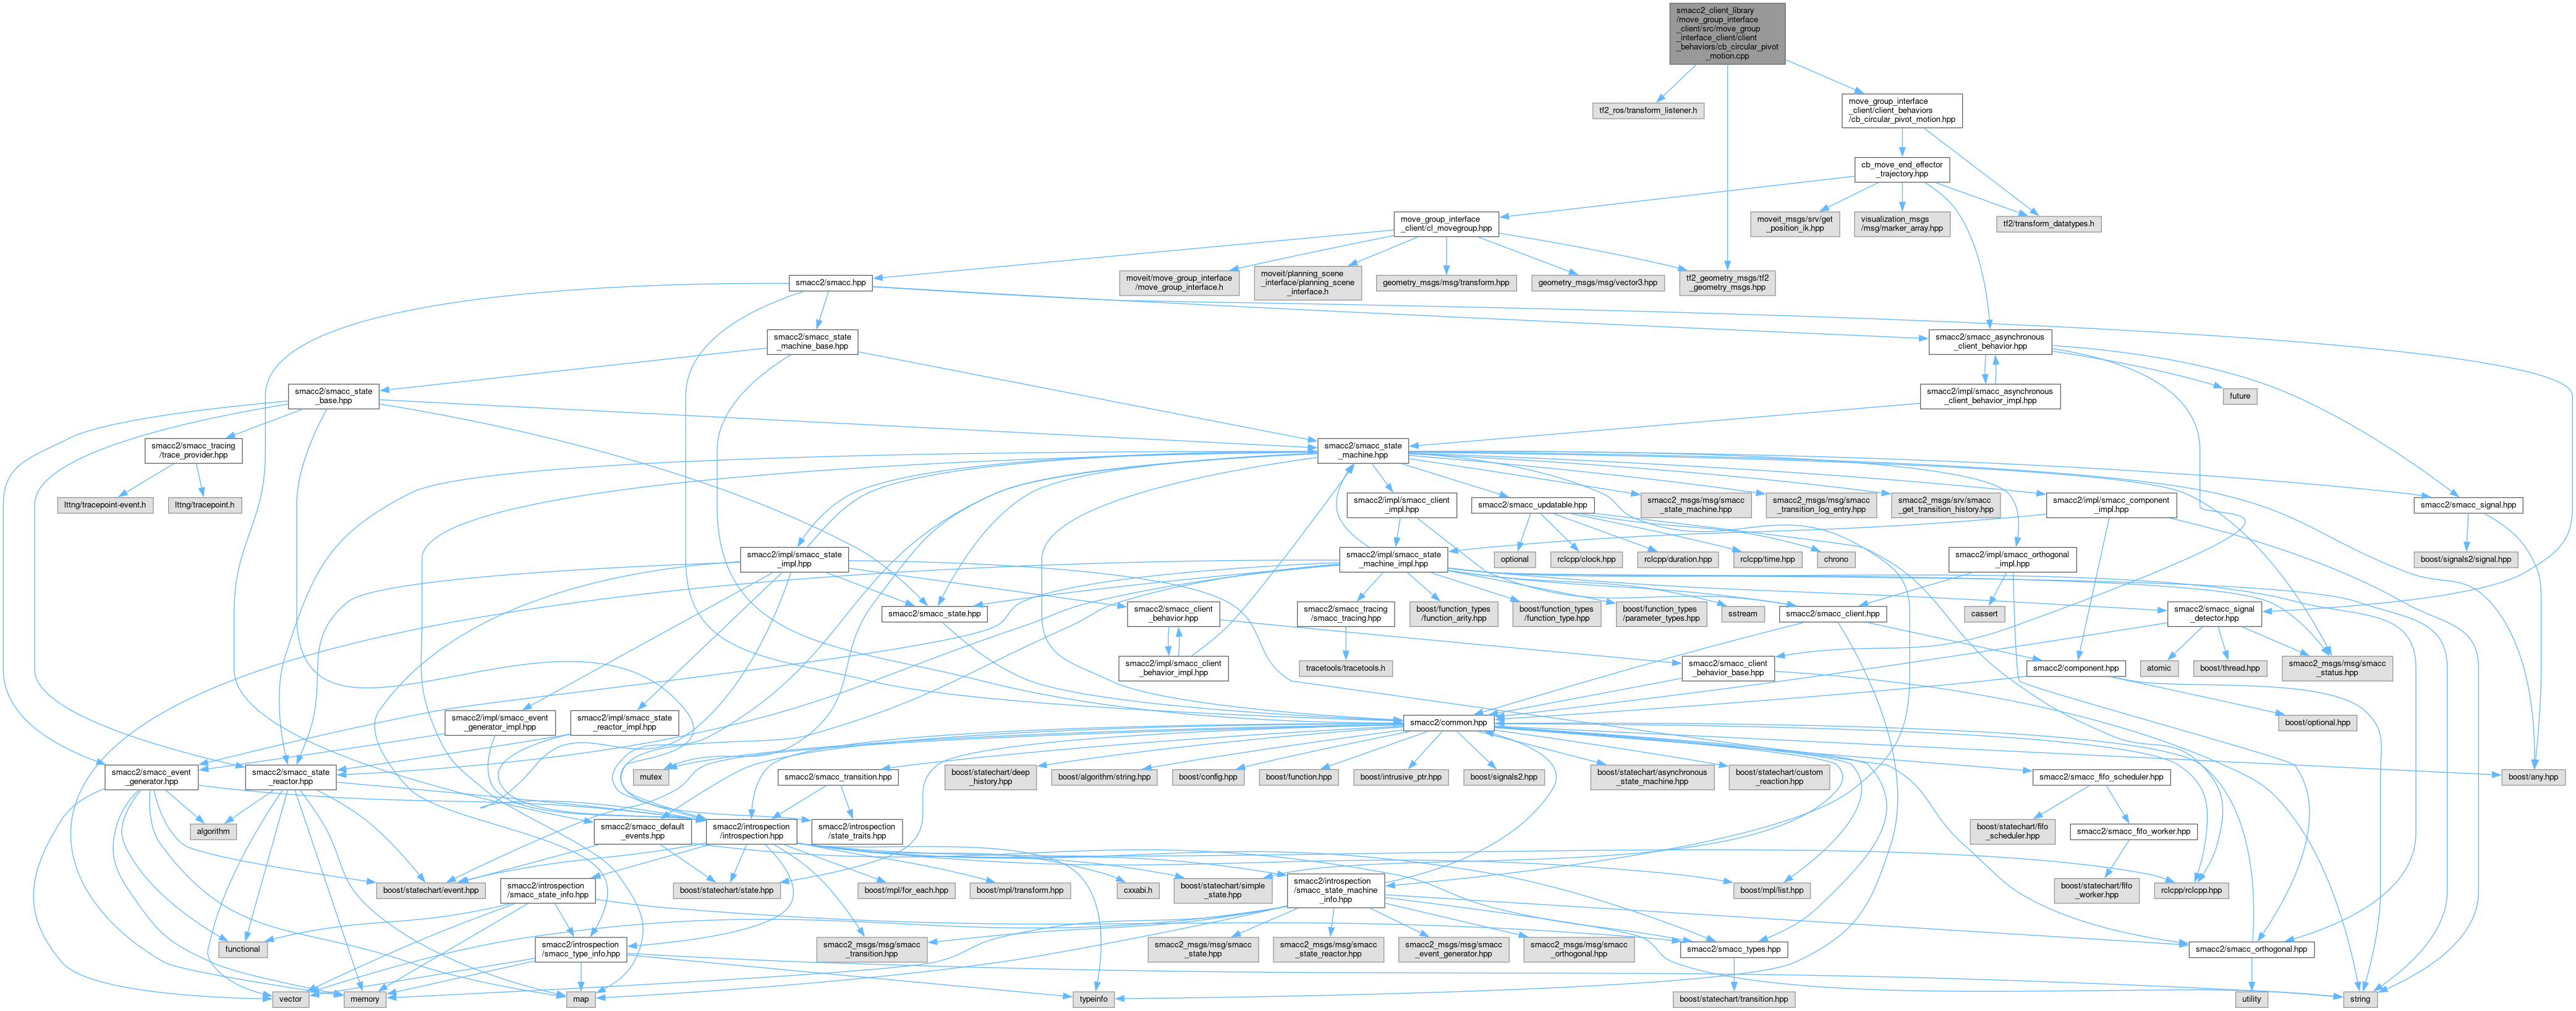 smacc2_client_library
/move_group_interface
_client/src/move_group
_interface_client/client
_behaviors/cb_circular_pivot
_motion.cpp
tf2_ros/transform_listener.h
move_group_interface
_client/client_behaviors
/cb_circular_pivot_motion.hpp
cb_move_end_effector
_trajectory.hpp
move_group_interface
_client/cl_movegroup.hpp
moveit_msgs/srv/get
_position_ik.hpp
visualization_msgs
/msg/marker_array.hpp
tf2/transform_datatypes.h
smacc2/smacc.hpp
moveit/move_group_interface
/move_group_interface.h
moveit/planning_scene
_interface/planning_scene
_interface.h
geometry_msgs/msg/transform.hpp
geometry_msgs/msg/vector3.hpp
tf2_geometry_msgs/tf2
_geometry_msgs.hpp
smacc2/smacc_state
_machine_base.hpp
smacc2/smacc_asynchronous
_client_behavior.hpp
smacc2/smacc_state
_base.hpp
smacc2/impl/smacc_asynchronous
_client_behavior_impl.hpp
future
smacc2/smacc_tracing
/trace_provider.hpp
smacc2/smacc_state
_machine.hpp
lttng/tracepoint-event.h
lttng/tracepoint.h
smacc2/impl/smacc_client
_impl.hpp
smacc2/smacc_updatable.hpp
smacc2_msgs/msg/smacc
_state_machine.hpp
smacc2_msgs/msg/smacc
_transition_log_entry.hpp
smacc2_msgs/srv/smacc
_get_transition_history.hpp
smacc2/impl/smacc_component
_impl.hpp
smacc2/smacc_signal.hpp
smacc2/impl/smacc_state
_impl.hpp
smacc2/impl/smacc_state
_machine_impl.hpp
optional
rclcpp/clock.hpp
rclcpp/duration.hpp
rclcpp/time.hpp
chrono
smacc2/impl/smacc_orthogonal
_impl.hpp
boost/signals2/signal.hpp
smacc2/smacc_state.hpp
smacc2/smacc_client
_behavior.hpp
smacc2/smacc_tracing
/smacc_tracing.hpp
boost/function_types
/function_arity.hpp
boost/function_types
/function_type.hpp
boost/function_types
/parameter_types.hpp
sstream
smacc2/smacc_client.hpp
cassert
smacc2/smacc_signal
_detector.hpp
smacc2/impl/smacc_client
_behavior_impl.hpp
tracetools/tracetools.h
smacc2/smacc_client
_behavior_base.hpp
smacc2/component.hpp
atomic
boost/thread.hpp
smacc2_msgs/msg/smacc
_status.hpp
smacc2/impl/smacc_event
_generator_impl.hpp
smacc2/impl/smacc_state
_reactor_impl.hpp
smacc2/common.hpp
boost/optional.hpp
smacc2/smacc_event
_generator.hpp
smacc2/smacc_state
_reactor.hpp
mutex
smacc2/smacc_transition.hpp
boost/statechart/deep
_history.hpp
boost/algorithm/string.hpp
boost/config.hpp
boost/function.hpp
boost/intrusive_ptr.hpp
boost/signals2.hpp
boost/statechart/asynchronous
_state_machine.hpp
boost/statechart/custom
_reaction.hpp
smacc2/smacc_fifo_scheduler.hpp
boost/any.hpp
algorithm
smacc2/smacc_default
_events.hpp
smacc2/introspection
/introspection.hpp
smacc2/introspection
/state_traits.hpp
boost/statechart/fifo
_scheduler.hpp
smacc2/smacc_fifo_worker.hpp
boost/statechart/event.hpp
smacc2/introspection
/smacc_state_info.hpp
boost/statechart/state.hpp
boost/mpl/for_each.hpp
boost/mpl/transform.hpp
cxxabi.h
boost/statechart/simple
_state.hpp
smacc2/introspection
/smacc_state_machine
_info.hpp
boost/mpl/list.hpp
boost/statechart/fifo
_worker.hpp
rclcpp/rclcpp.hpp
functional
smacc2/introspection
/smacc_type_info.hpp
smacc2_msgs/msg/smacc
_transition.hpp
smacc2_msgs/msg/smacc
_state.hpp
smacc2_msgs/msg/smacc
_state_reactor.hpp
smacc2_msgs/msg/smacc
_event_generator.hpp
smacc2_msgs/msg/smacc
_orthogonal.hpp
smacc2/smacc_types.hpp
smacc2/smacc_orthogonal.hpp
vector
memory
map
typeinfo
boost/statechart/transition.hpp
utility
string